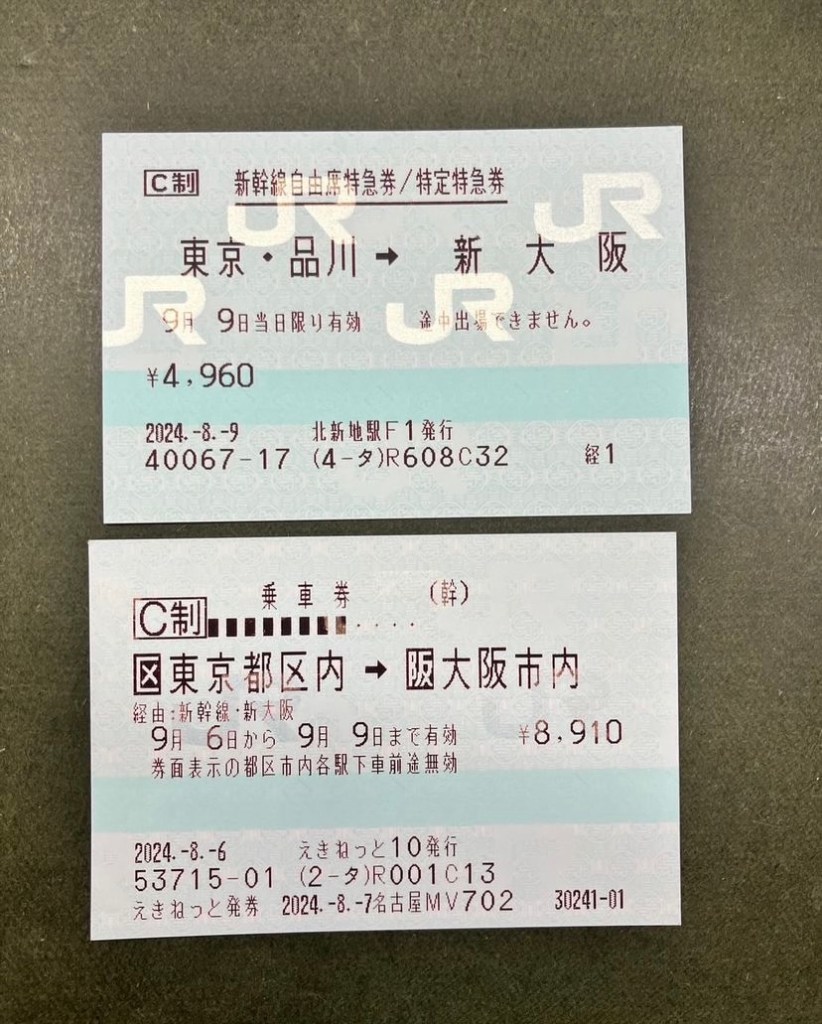 C制 新幹線自由席特急券/特定特急券
JR JR
東京・品川 → 新大阪
JR JR
9月 9日当日限り有効 途中出場できません。
¥4,960
2024.-8.-9 北新地駅F1発行
40067-17 (4-タ)R608C32 経1
乗車券 (幹)
C制
区東京都区内 → 阪大阪市内
経由:新幹線・新大阪
9月 6日から 9月 9日まで有効 ¥8,910
券面表示の都区市内各駅下車前途無効
2024.-8.-6 えきねっと10発行
53715-01 (2-タ)R001C13
えきねっと発券 2024.-8.-7名古屋MV702 30241-01